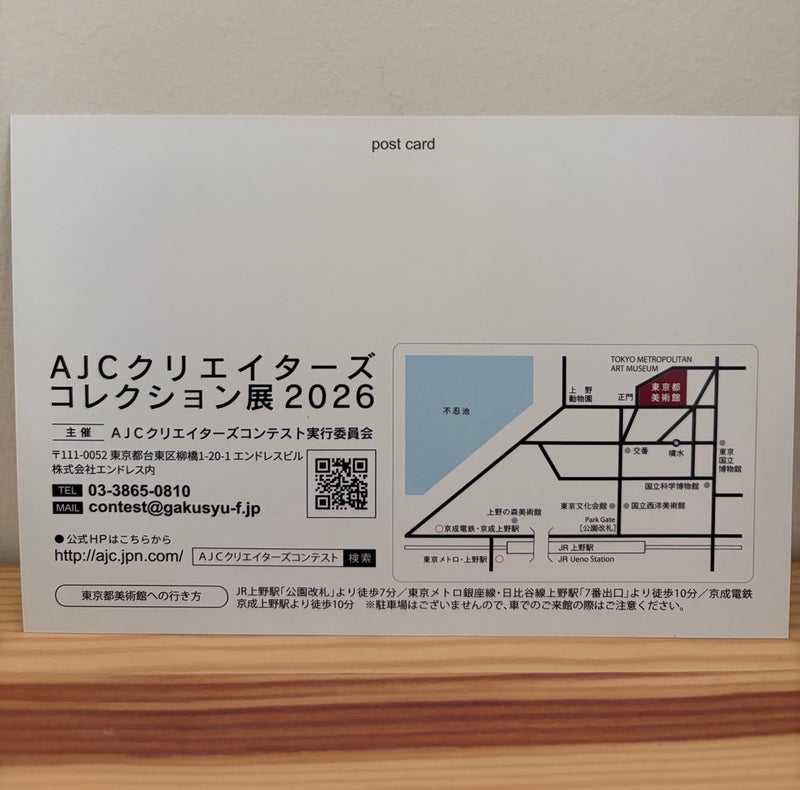 post card
AJCクリエイターズ
コレクション展 2026
主催 AJCクリエイターズコンテスト実行委員会
〒111-0052 東京都台東区柳橋1-20-1 エンドレスビル
株式会社エンドレス内
TEL 03-3865-0810
MAIL contest@gakusyu-f.jp
●公式HPはこちらから
http://ajc.jpn.com/ AJCクリエイターズコンテスト 検索
不忍池
上野
動物園
TOKYO METROPOLITAN
ART MUSEUM
正門
東京都
美術館
交番
噴水
東京
国立
博物館
国立科学博物館
上野の森美術館
東京文化会館
国立西洋美術館
Park Gate
[公園改札]
京成電鉄・京成上野駅
東京メトロ・上野駅
JR 上野駅
JR Ueno Station
東京都美術館への行き方
JR上野駅「公園改札」より徒歩7分／東京メトロ銀座線・日比谷線上野駅「7番出口」より徒歩10分／京成電鉄
京成上野駅より徒歩10分 ※駐車場はございませんので、車でのご来館の際はご注意ください。